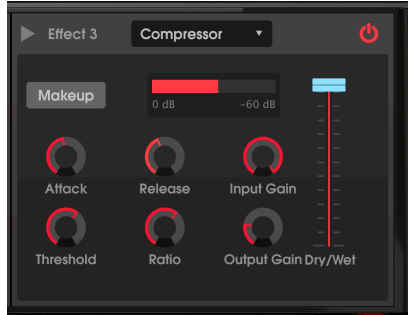 Effect 3 Compressor
Makeup
0 dB -60 dB
Attack Release Input Gain
Threshold Ratio Output Gain Dry/Wet